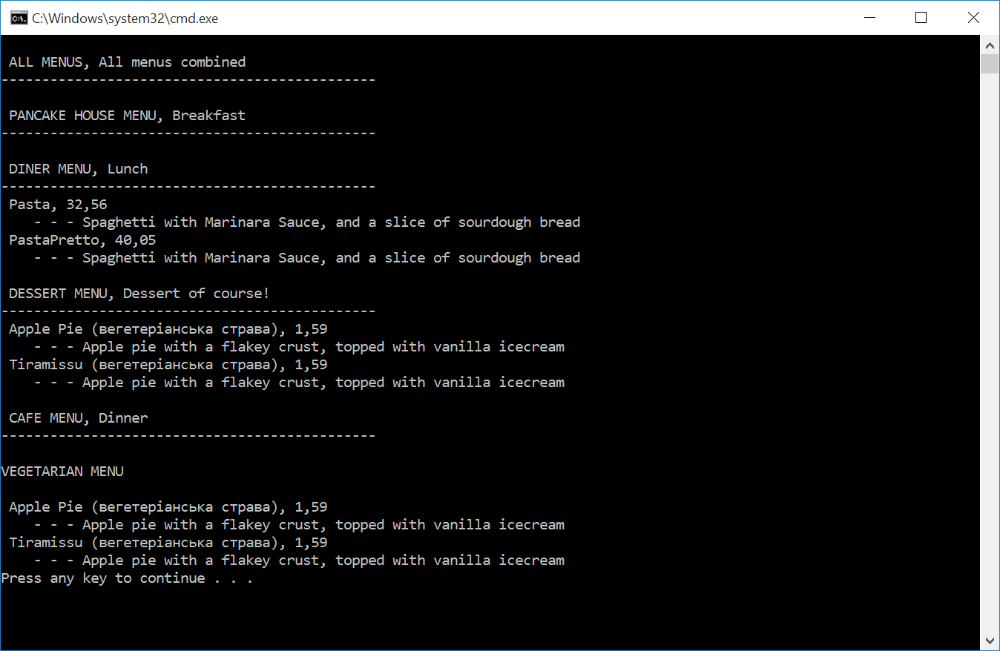 C:\Windows\system32\cmd.exe
ALL MENUS, All menus combined
----------------------------------------------
PANCAKE HOUSE MENU, Breakfast
----------------------------------------------
DINER MENU, Lunch
----------------------------------------------
Pasta, 32,56
- - - Spaghetti with Marinara Sauce, and a slice of sourdough bread
PastaPretto, 40,05
- - - Spaghetti with Marinara Sauce, and a slice of sourdough bread
DESSERT MENU, Dessert of course!
----------------------------------------------
Apple Pie (вегетеріанська страва), 1,59
- - - Apple pie with a flakey crust, topped with vanilla icecream
Tiramissu (вегетеріанська страва), 1,59
- - - Apple pie with a flakey crust, topped with vanilla icecream
CAFE MENU, Dinner
----------------------------------------------
VEGETARIAN MENU
Apple Pie (вегетеріанська страва), 1,59
- - - Apple pie with a flakey crust, topped with vanilla icecream
Tiramissu (вегетеріанська страва), 1,59
- - - Apple pie with a flakey crust, topped with vanilla icecream
Press any key to continue . . .